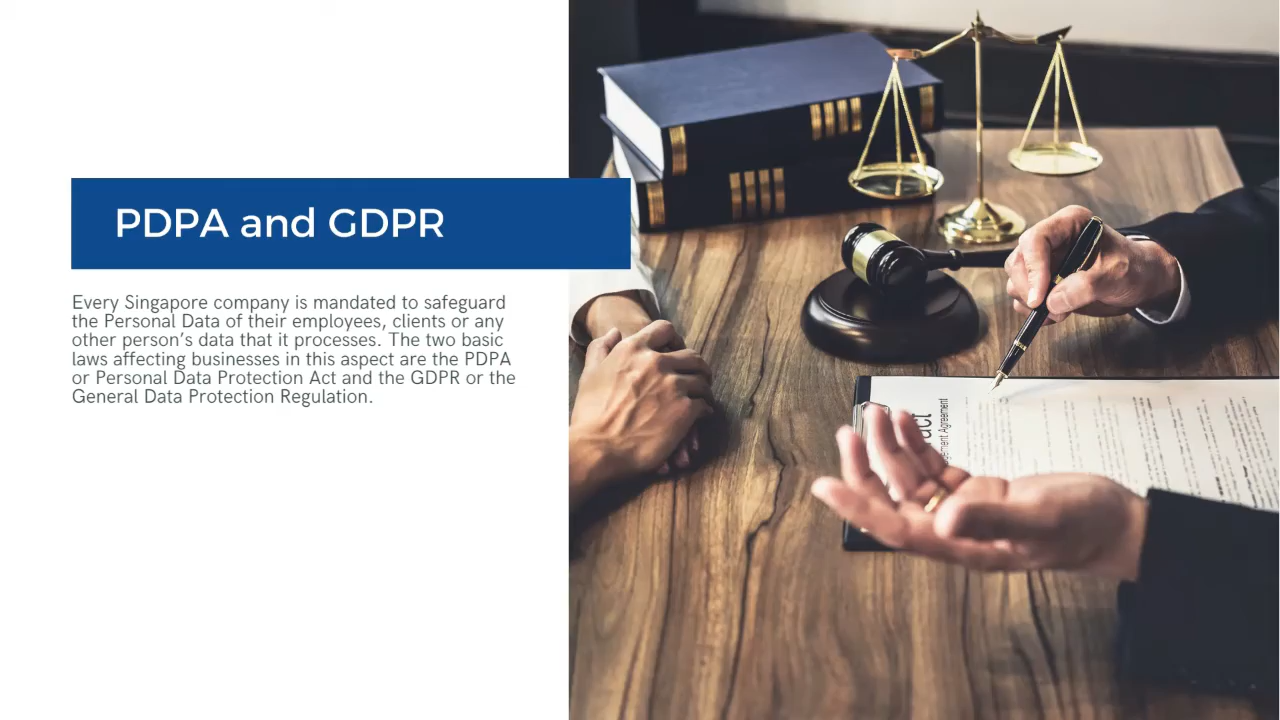 PDPA and GDPR
Every Singapore company is mandated to safeguard
the Personal Data of their employees, clients or any
other person's data that it processes. The two basic
laws affecting businesses in this aspect are the PDPA
or Personal Data Protection Act and the GDPR or the
General Data Protection Regulation.
Agreement